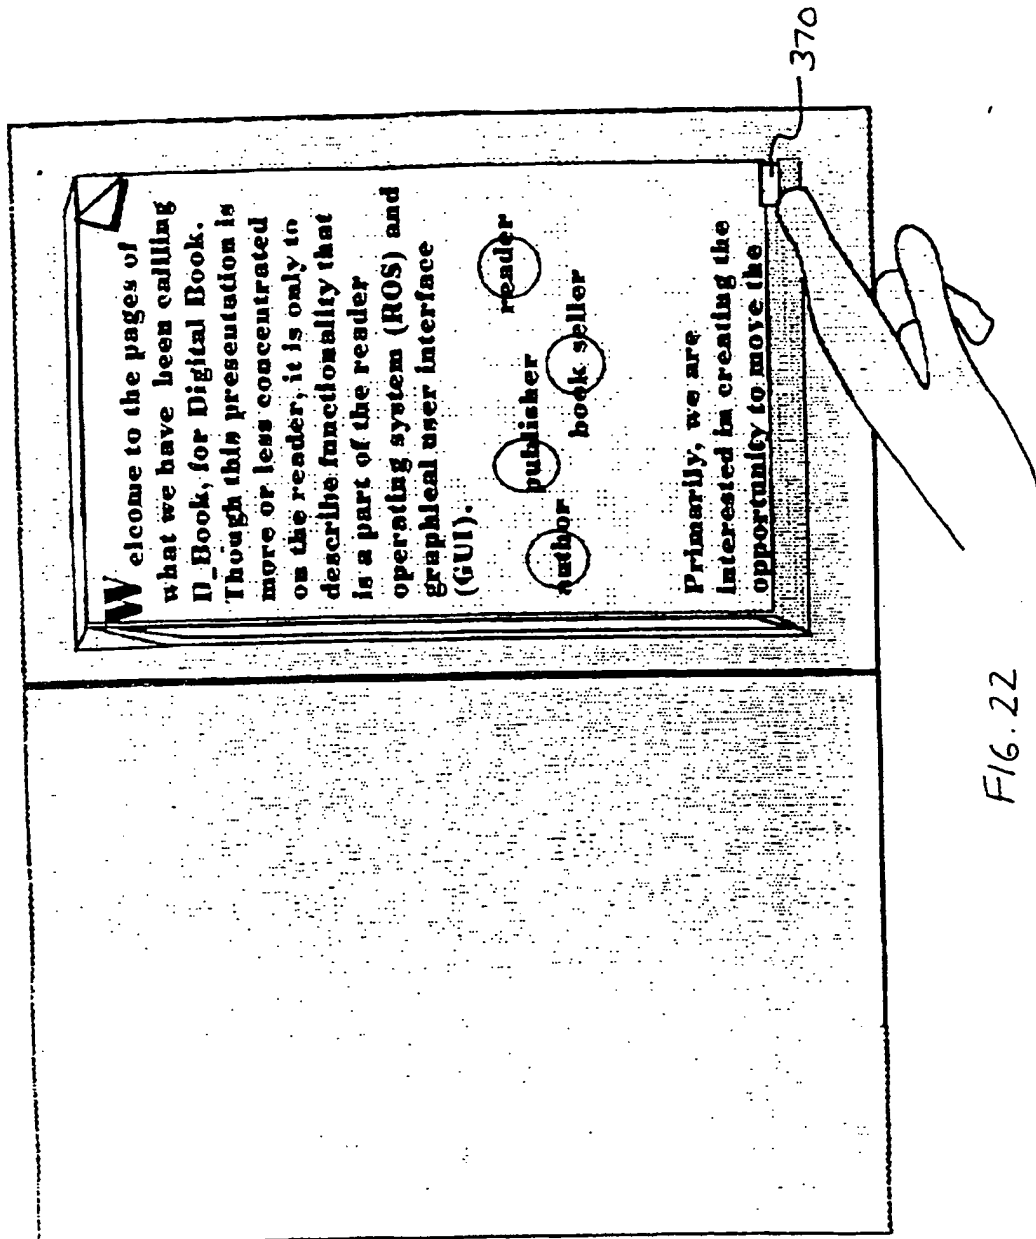 Welcome to the pages of
what we have been callling
D_Book, for Digital Book.
Though this presentation is
more or less concentrated
on the reader, it is only to
describe functionality that
is a part of the reader
operating system (ROS) and
graphical user interface
(GUI).
reader
publisher
author
book seller
Primarily, we are
interested in creating the
opportunity to move the
370
FIG. 22